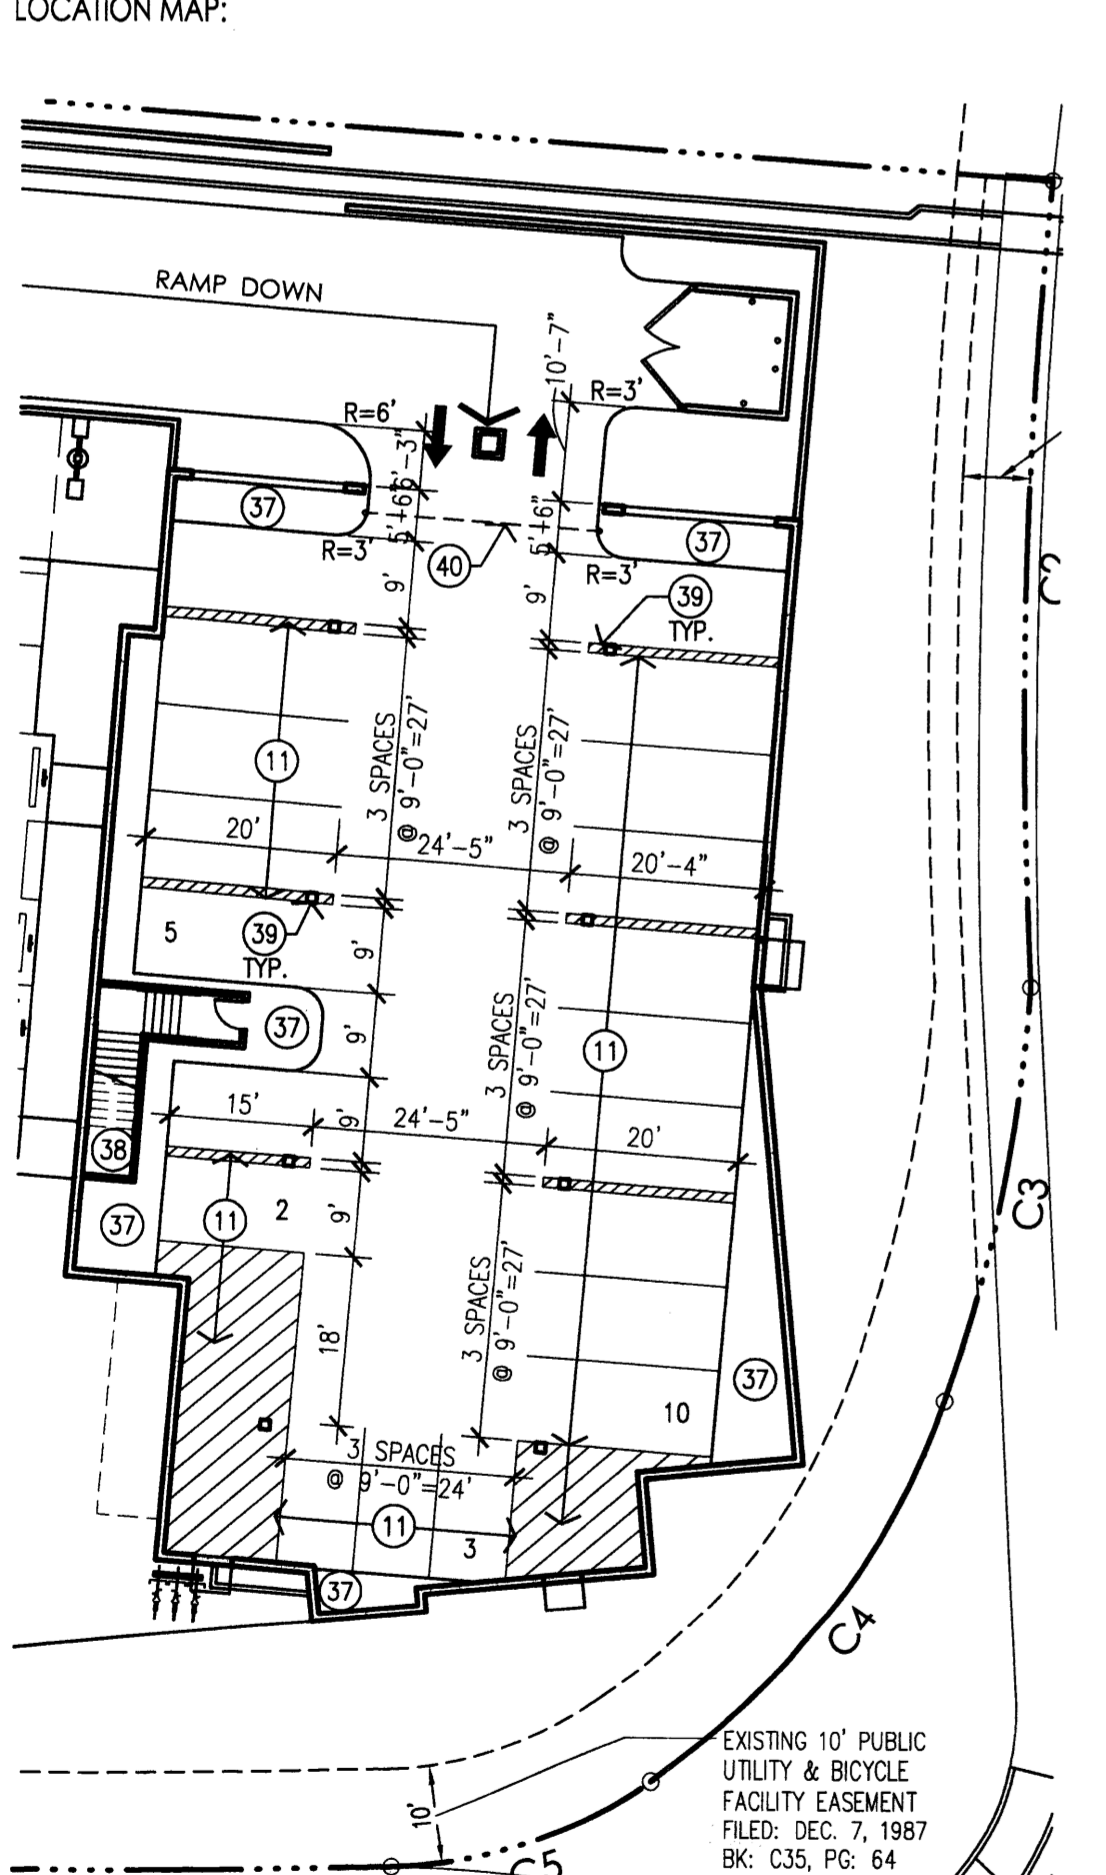 LOCATION MAP:
RAMP DOWN
10'-7"
R=3'
R=6'
6'-3"
37
5'+6"
5'+6"
37
R=3'
40
R=3'
9'
9'
39
TYP.
C2
3 SPACES
@ 9'-0"=27'
3 SPACES
@ 9'-0"=27'
11
20'
24'-5"
20'-4"
5
39
TYP.
9'
37
9'
3 SPACES
@ 9'-0"=27'
11
15'
9'
24'-5"
20'
38
37
11
2
9'
C3
3 SPACES
@ 9'-0"=27'
18'
37
10
3 SPACES
@ 9'-0"=24'
11
3
37
C4
EXISTING 10' PUBLIC
UTILITY & BICYCLE
FACILITY EASEMENT
FILED: DEC. 7, 1987
BK: C35, PG: 64
10'
C5